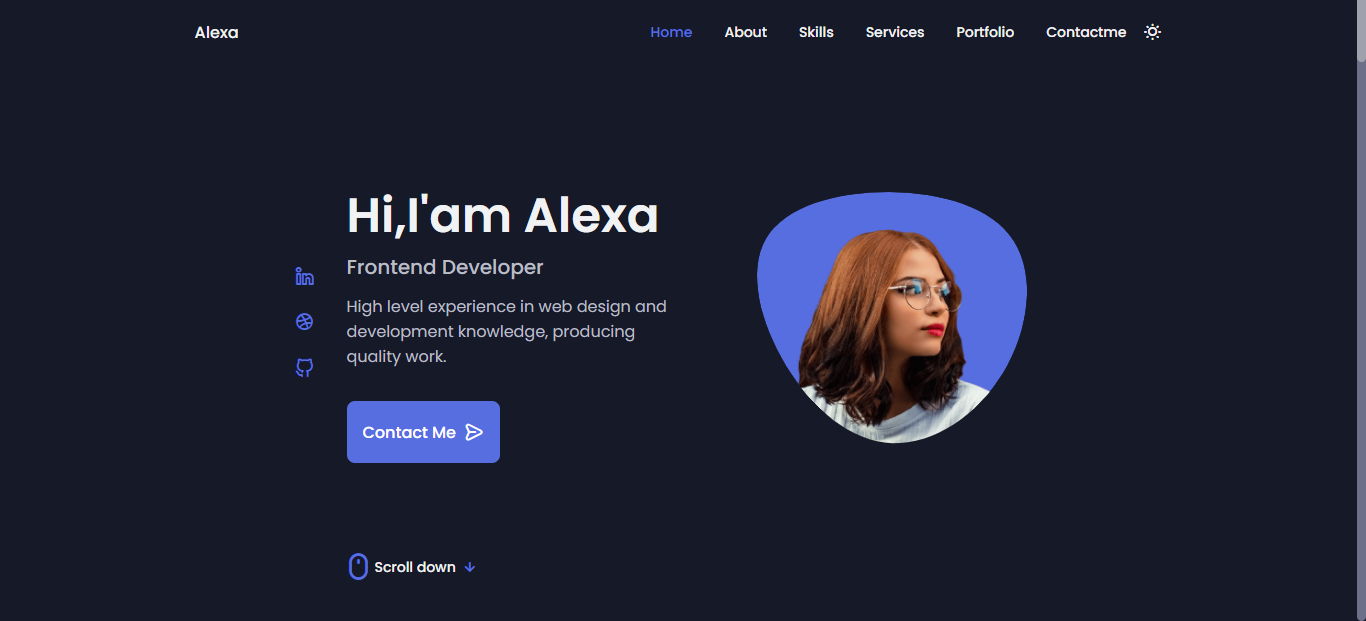 Alexa
Home About Skills Services Portfolio Contactme
Hi,I'am Alexa
Frontend Developer
High level experience in web design and
development knowledge, producing
quality work.
Contact Me
Scroll down